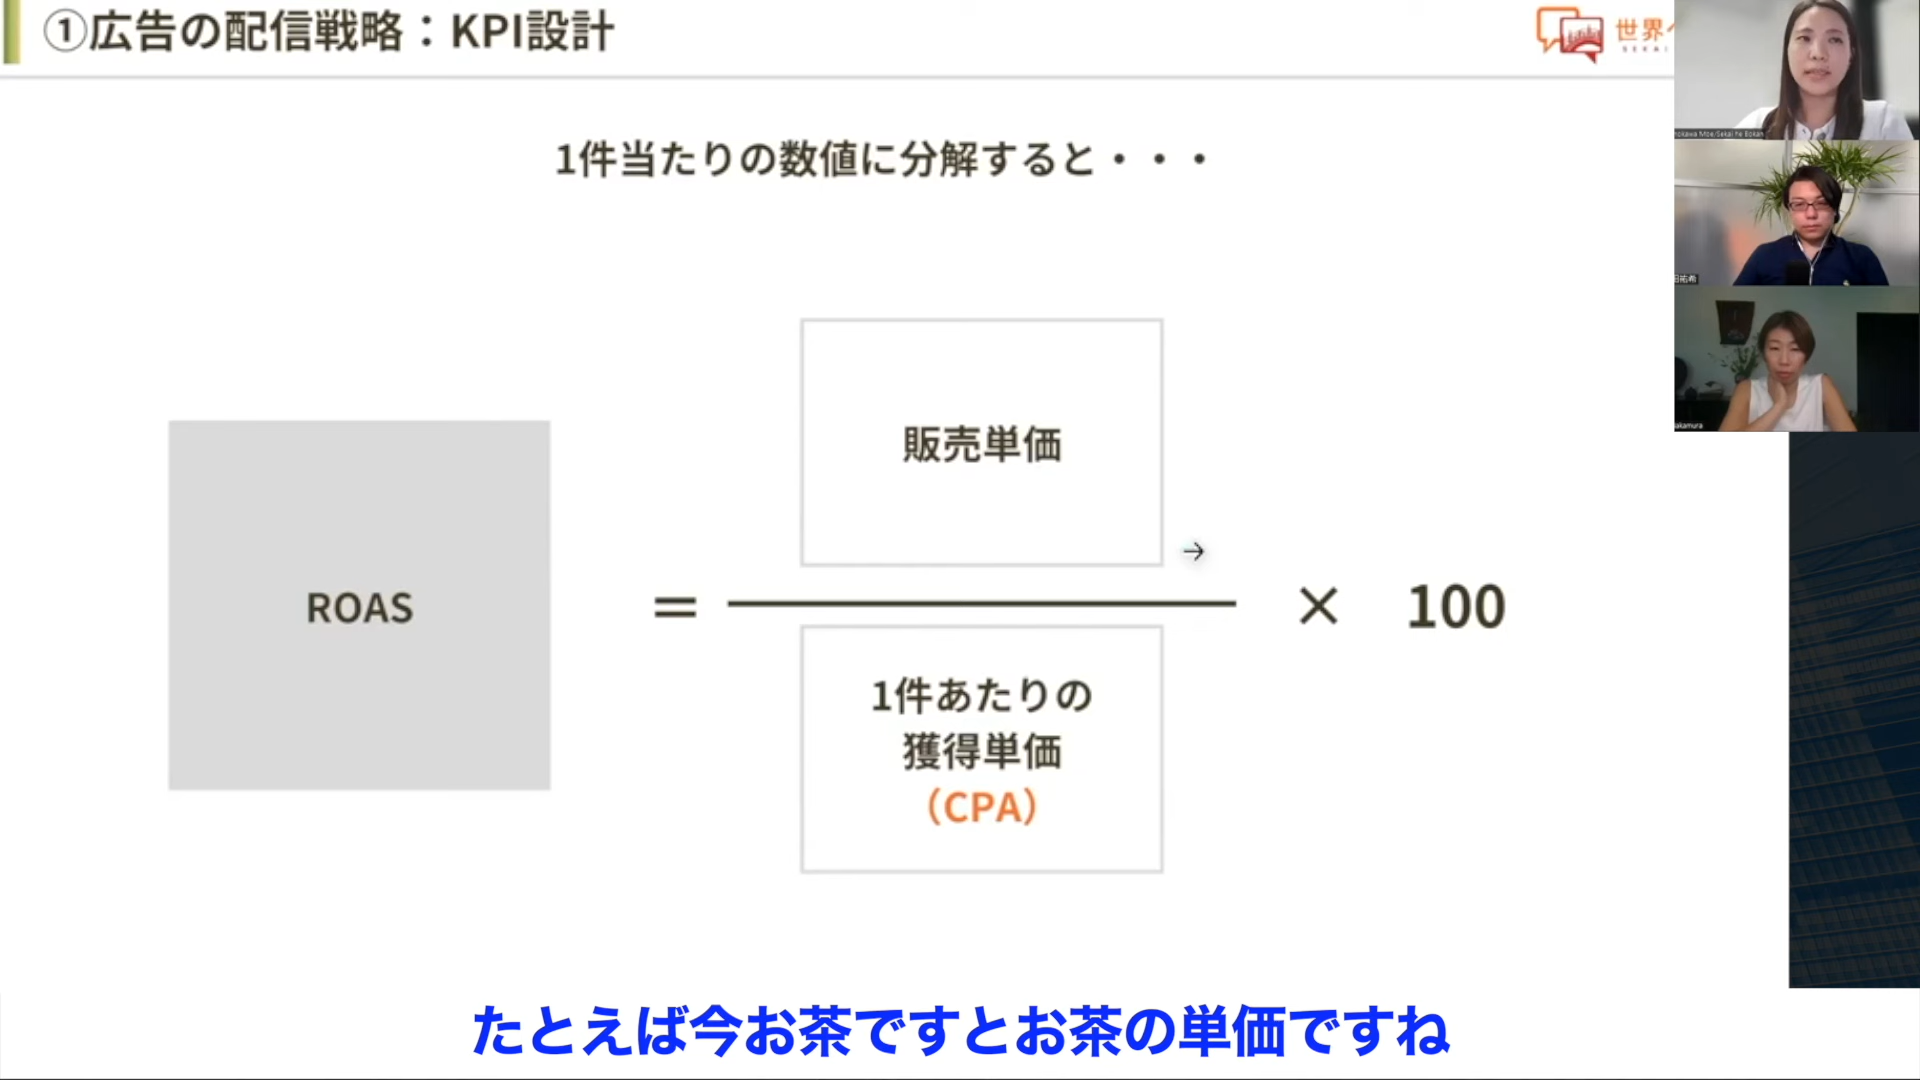 ①広告の配信戦略：KPI設計
世界へ
SEKAI
1件当たりの数値に分解すると・・・
販売単価
ROAS
＝
× 100
1件あたりの
獲得単価
（CPA）
たとえば今お茶ですとお茶の単価ですね